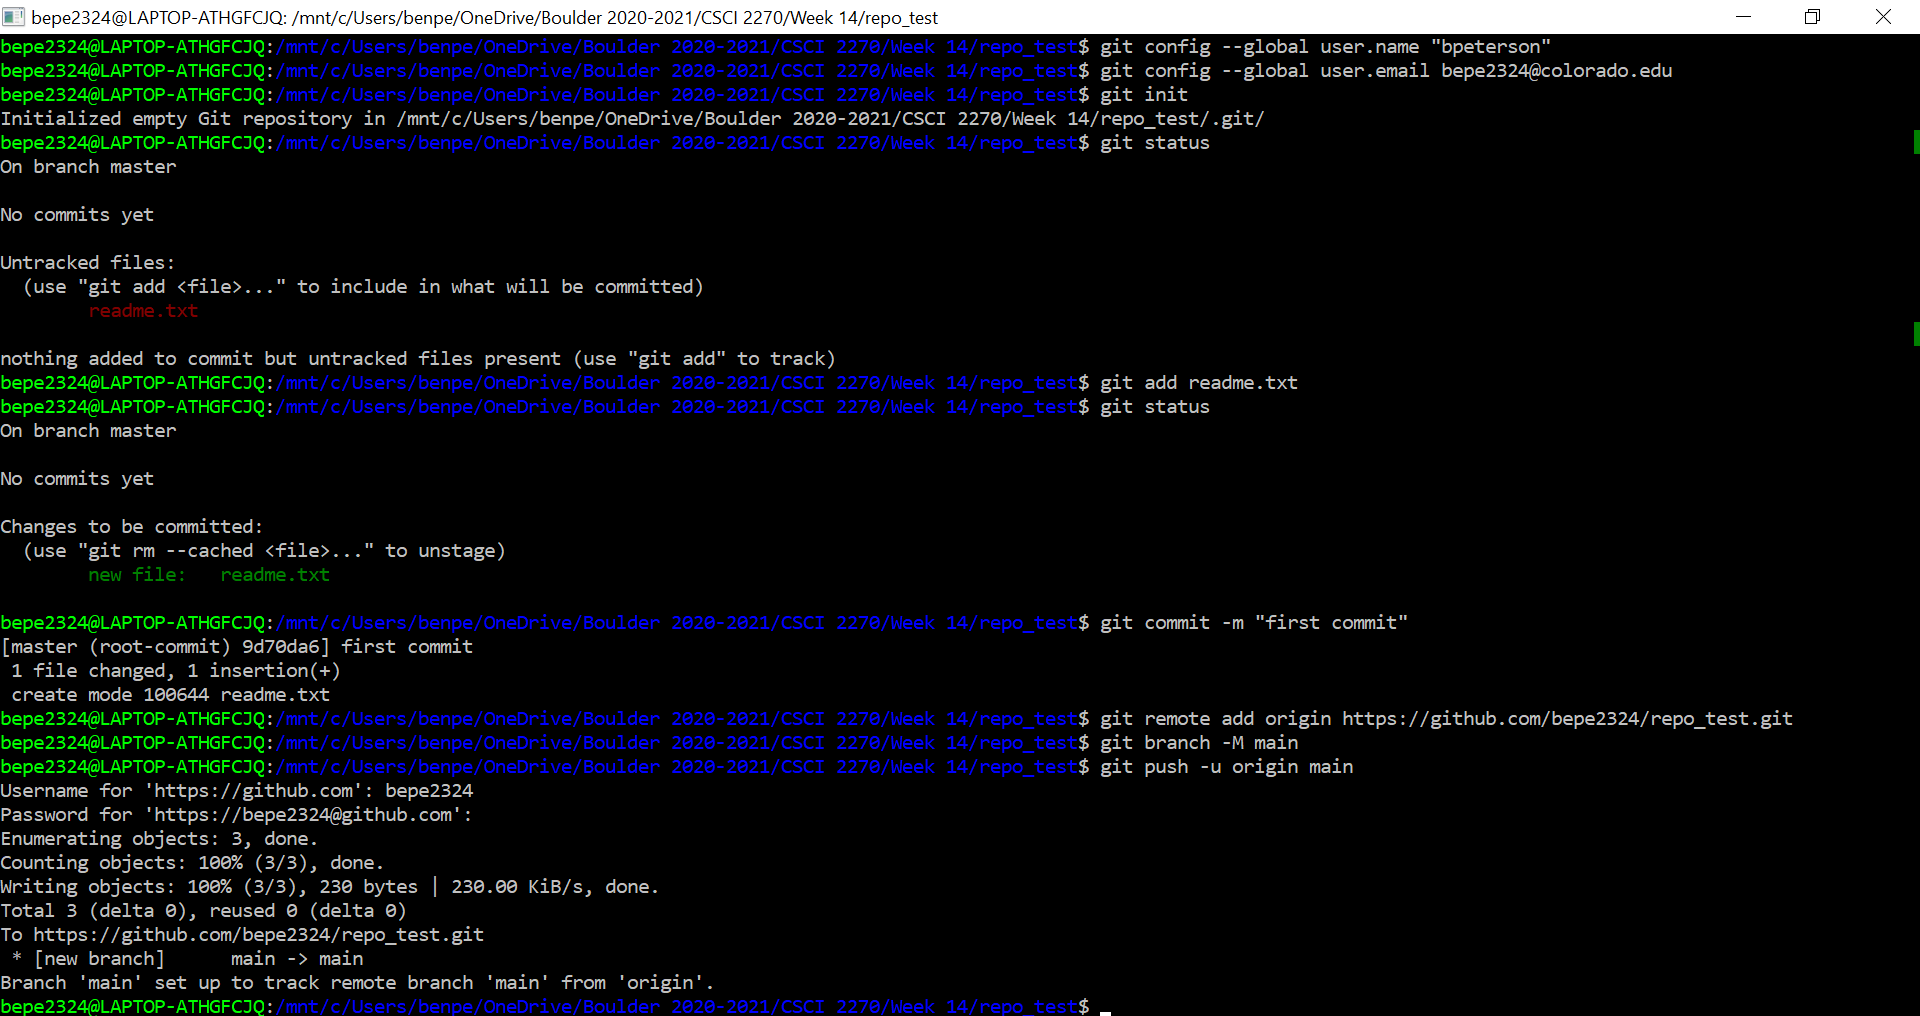 bepe2324@LAPTOP-ATHGFCJQ: /mnt/c/Users/benpe/OneDrive/Boulder 2020-2021/CSCI 2270/Week 14/repo_test
bepe2324@LAPTOP-ATHGFCJQ:/mnt/c/Users/benpe/OneDrive/Boulder 2020-2021/CSCI 2270/Week 14/repo_test$ git config --global user.name "bpeterson"
bepe2324@LAPTOP-ATHGFCJQ:/mnt/c/Users/benpe/OneDrive/Boulder 2020-2021/CSCI 2270/Week 14/repo_test$ git config --global user.email bepe2324@colorado.edu
bepe2324@LAPTOP-ATHGFCJQ:/mnt/c/Users/benpe/OneDrive/Boulder 2020-2021/CSCI 2270/Week 14/repo_test$ git init
Initialized empty Git repository in /mnt/c/Users/benpe/OneDrive/Boulder 2020-2021/CSCI 2270/Week 14/repo_test/.git/
bepe2324@LAPTOP-ATHGFCJQ:/mnt/c/Users/benpe/OneDrive/Boulder 2020-2021/CSCI 2270/Week 14/repo_test$ git status
On branch master
No commits yet
Untracked files:
  (use "git add <file>..." to include in what will be committed)
        readme.txt
nothing added to commit but untracked files present (use "git add" to track)
bepe2324@LAPTOP-ATHGFCJQ:/mnt/c/Users/benpe/OneDrive/Boulder 2020-2021/CSCI 2270/Week 14/repo_test$ git add readme.txt
bepe2324@LAPTOP-ATHGFCJQ:/mnt/c/Users/benpe/OneDrive/Boulder 2020-2021/CSCI 2270/Week 14/repo_test$ git status
On branch master
No commits yet
Changes to be committed:
  (use "git rm --cached <file>..." to unstage)
        new file:   readme.txt
bepe2324@LAPTOP-ATHGFCJQ:/mnt/c/Users/benpe/OneDrive/Boulder 2020-2021/CSCI 2270/Week 14/repo_test$ git commit -m "first commit"
[master (root-commit) 9d70da6] first commit
 1 file changed, 1 insertion(+)
 create mode 100644 readme.txt
bepe2324@LAPTOP-ATHGFCJQ:/mnt/c/Users/benpe/OneDrive/Boulder 2020-2021/CSCI 2270/Week 14/repo_test$ git remote add origin https://github.com/bepe2324/repo_test.git
bepe2324@LAPTOP-ATHGFCJQ:/mnt/c/Users/benpe/OneDrive/Boulder 2020-2021/CSCI 2270/Week 14/repo_test$ git branch -M main
bepe2324@LAPTOP-ATHGFCJQ:/mnt/c/Users/benpe/OneDrive/Boulder 2020-2021/CSCI 2270/Week 14/repo_test$ git push -u origin main
Username for 'https://github.com': bepe2324
Password for 'https://bepe2324@github.com':
Enumerating objects: 3, done.
Counting objects: 100% (3/3), done.
Writing objects: 100% (3/3), 230 bytes | 230.00 KiB/s, done.
Total 3 (delta 0), reused 0 (delta 0)
To https://github.com/bepe2324/repo_test.git
 * [new branch]      main -> main
Branch 'main' set up to track remote branch 'main' from 'origin'.
bepe2324@LAPTOP-ATHGFCJQ:/mnt/c/Users/benpe/OneDrive/Boulder 2020-2021/CSCI 2270/Week 14/repo_test$